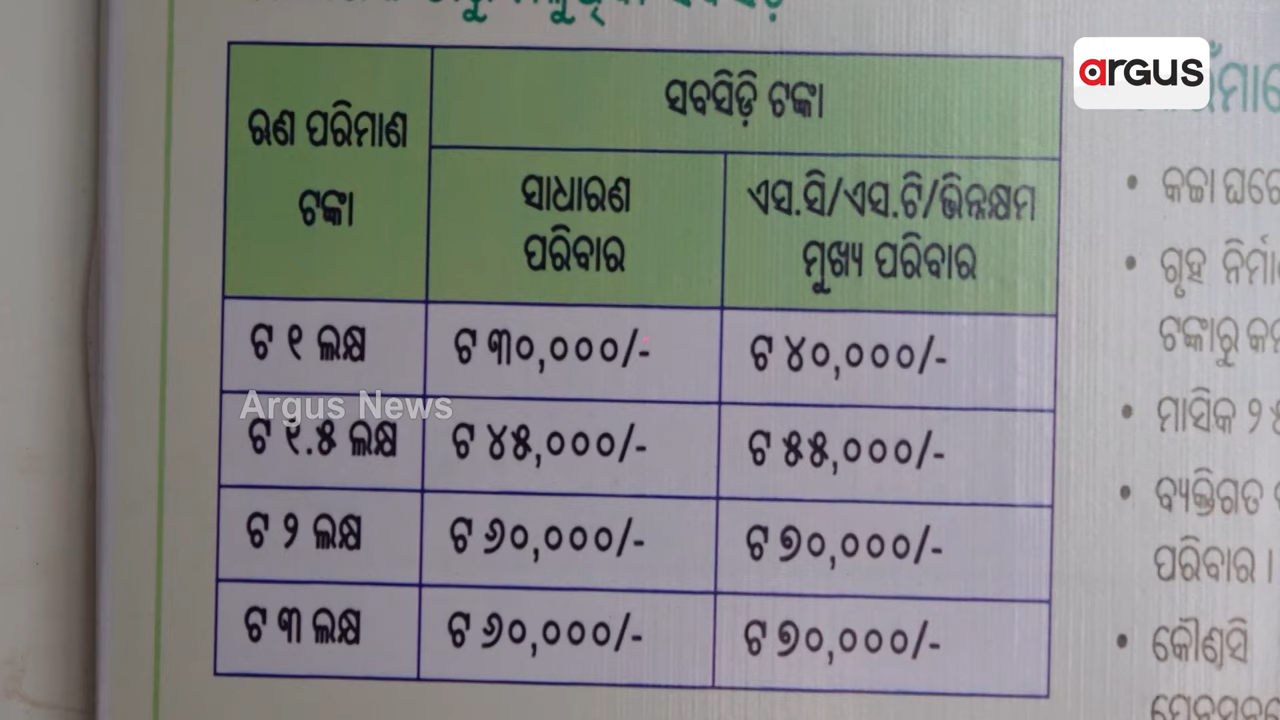 argus
ଋଣ ପରିମାଣ
ଟଙ୍କା
ସବସିଡ଼ି ଟଙ୍କା
ସାଧାରଣ
ପରିବାର
ଏସ.ସି/ଏସ.ଟି/ଭିନ୍ନକ୍ଷମ
ମୁଖ୍ୟ ପରିବାର
ଟ ୧ ଲକ୍ଷ ଟ ୩୦,୦୦୦/- ଟ ୪୦,୦୦୦/-
Argus News
ଟ ୧.୫ ଲକ୍ଷ ଟ ୪୫,୦୦୦/- ଟ ୫୫,୦୦୦/-
ଟ ୨ ଲକ୍ଷ ଟ ୬୦,୦୦୦/- ଟ ୭୦,୦୦୦/-
ଟ ୩ ଲକ୍ଷ ଟ ୬୦,୦୦୦/- ଟ ୭୦,୦୦୦/-
• କଚ୍ଚା
• ଗୃହ
ଟଙ୍କାରୁ
• ମାସିକ
• ବ୍ୟକ୍ତିଗତ
ପରିବାର ।
• କୌଣସି